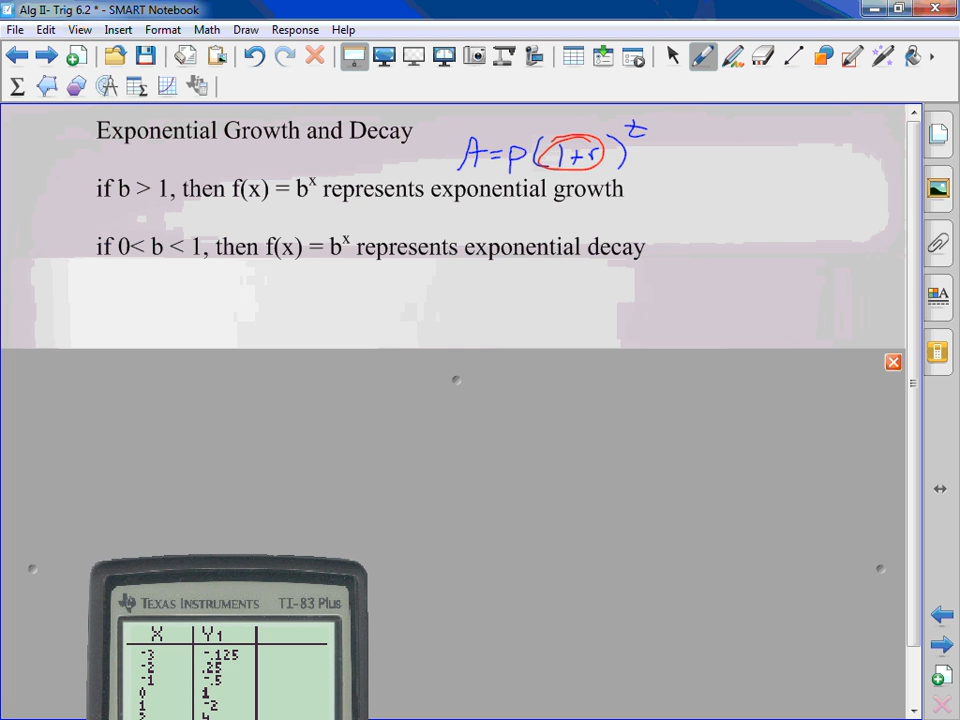 Alg II- Trig 6.2 * - SMART Notebook
File Edit View Insert Format Math Draw Response Help
Exponential Growth and Decay
A=p(1+r)^t
if b > 1, then f(x) = b^x represents exponential growth
if 0< b < 1, then f(x) = b^x represents exponential decay
TEXAS INSTRUMENTS TI-83 Plus
X Y1
-3 -.125
-2 .25
-1 -.5
0 1
1 -2
2 4